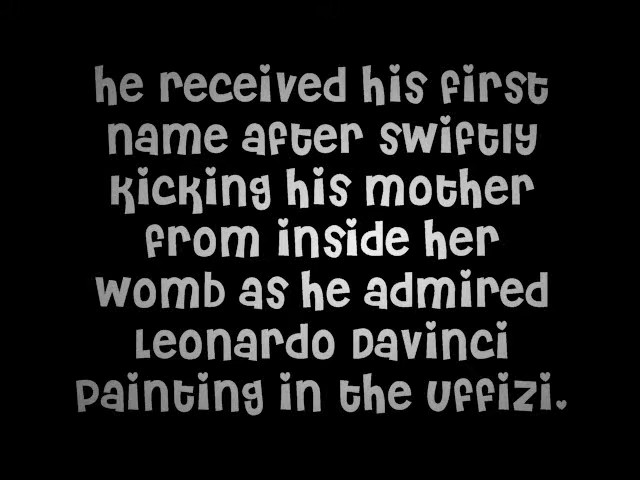 he received his first
name after swiftly
kicking his mother
from inside her
womb as he admired
Leonardo Davinci
painting in the Uffizi.